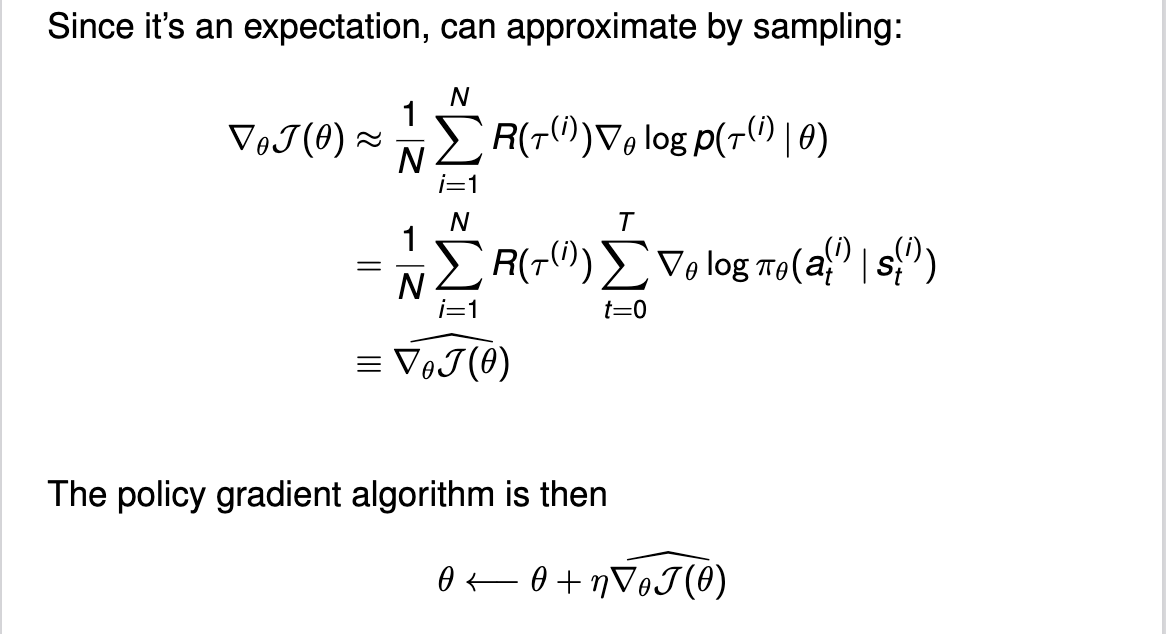 Since it's an expectation, can approximate by sampling:
$\nabla_\theta \mathcal{J}(\theta) \approx \frac{1}{N} \sum_{i=1}^{N} R(\tau^{(i)}) \nabla_\theta \log p(\tau^{(i)} \mid \theta)$
$= \frac{1}{N} \sum_{i=1}^{N} R(\tau^{(i)}) \sum_{t=0}^{T} \nabla_\theta \log \pi_\theta(a_t^{(i)} \mid s_t^{(i)})$
$\equiv \widehat{\nabla_\theta \mathcal{J}(\theta)}$
The policy gradient algorithm is then
$\theta \longleftarrow \theta + \eta \widehat{\nabla_\theta \mathcal{J}(\theta)}$